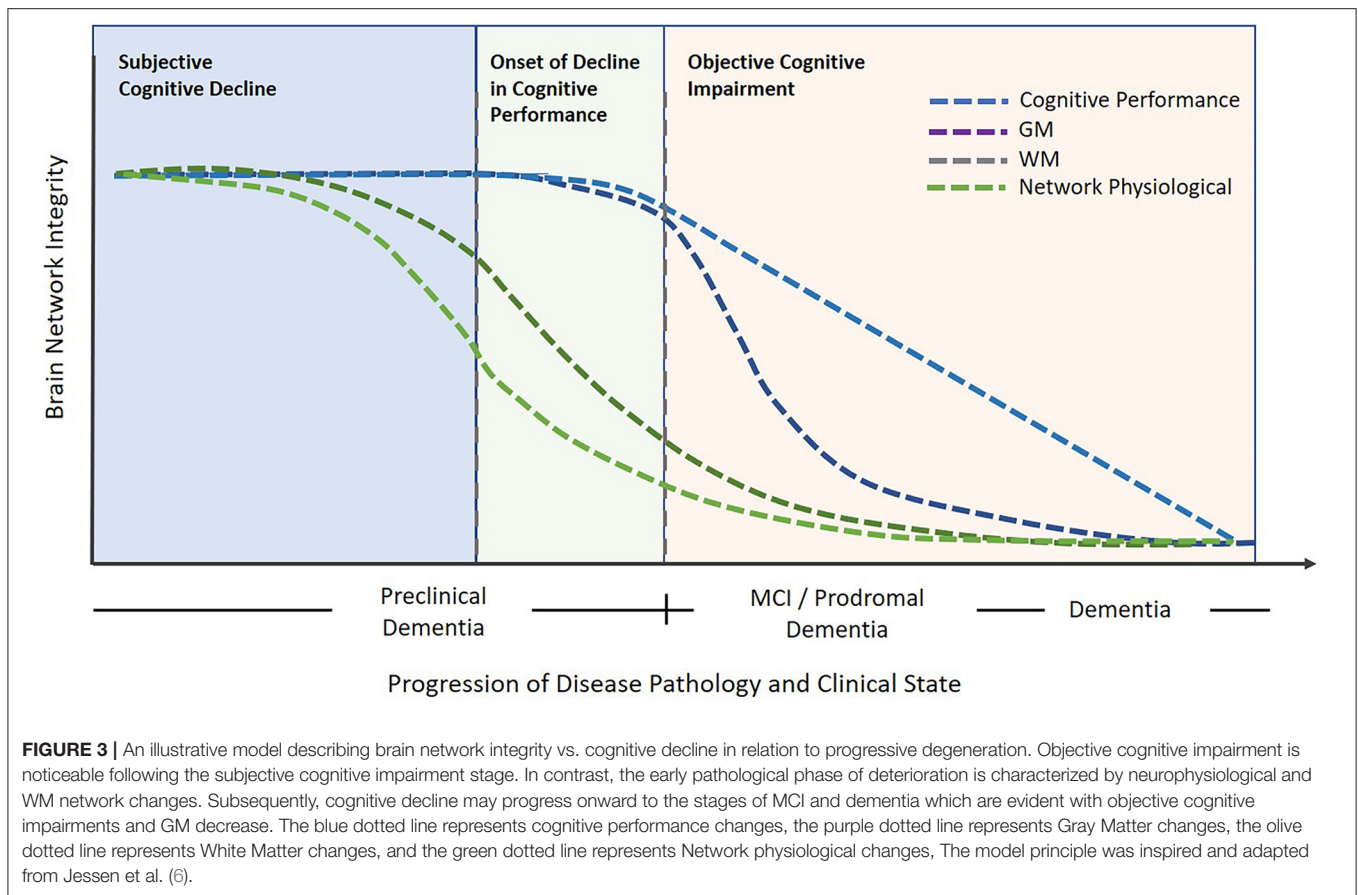 Subjective
Cognitive Decline
Onset of Decline
in Cognitive
Performance
Objective Cognitive
Impairment
Cognitive Performance
GM
WM
Network Physiological
Brain Network Integrity
Preclinical
Dementia
MCI / Prodromal
Dementia
Dementia
Progression of Disease Pathology and Clinical State
FIGURE 3 | An illustrative model describing brain network integrity vs. cognitive decline in relation to progressive degeneration. Objective cognitive impairment is
noticeable following the subjective cognitive impairment stage. In contrast, the early pathological phase of deterioration is characterized by neurophysiological and
WM network changes. Subsequently, cognitive decline may progress onward to the stages of MCI and dementia which are evident with objective cognitive
impairments and GM decrease. The blue dotted line represents cognitive performance changes, the purple dotted line represents Gray Matter changes, the olive
dotted line represents White Matter changes, and the green dotted line represents Network physiological changes, The model principle was inspired and adapted
from Jessen et al. (6).